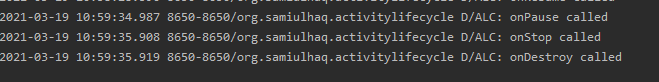 2021-03-19 10:59:34.987 8650-8650/org.samiulhaq.activitylifecycle D/ALC: onPause called
2021-03-19 10:59:35.908 8650-8650/org.samiulhaq.activitylifecycle D/ALC: onStop called
2021-03-19 10:59:35.919 8650-8650/org.samiulhaq.activitylifecycle D/ALC: onDestroy called